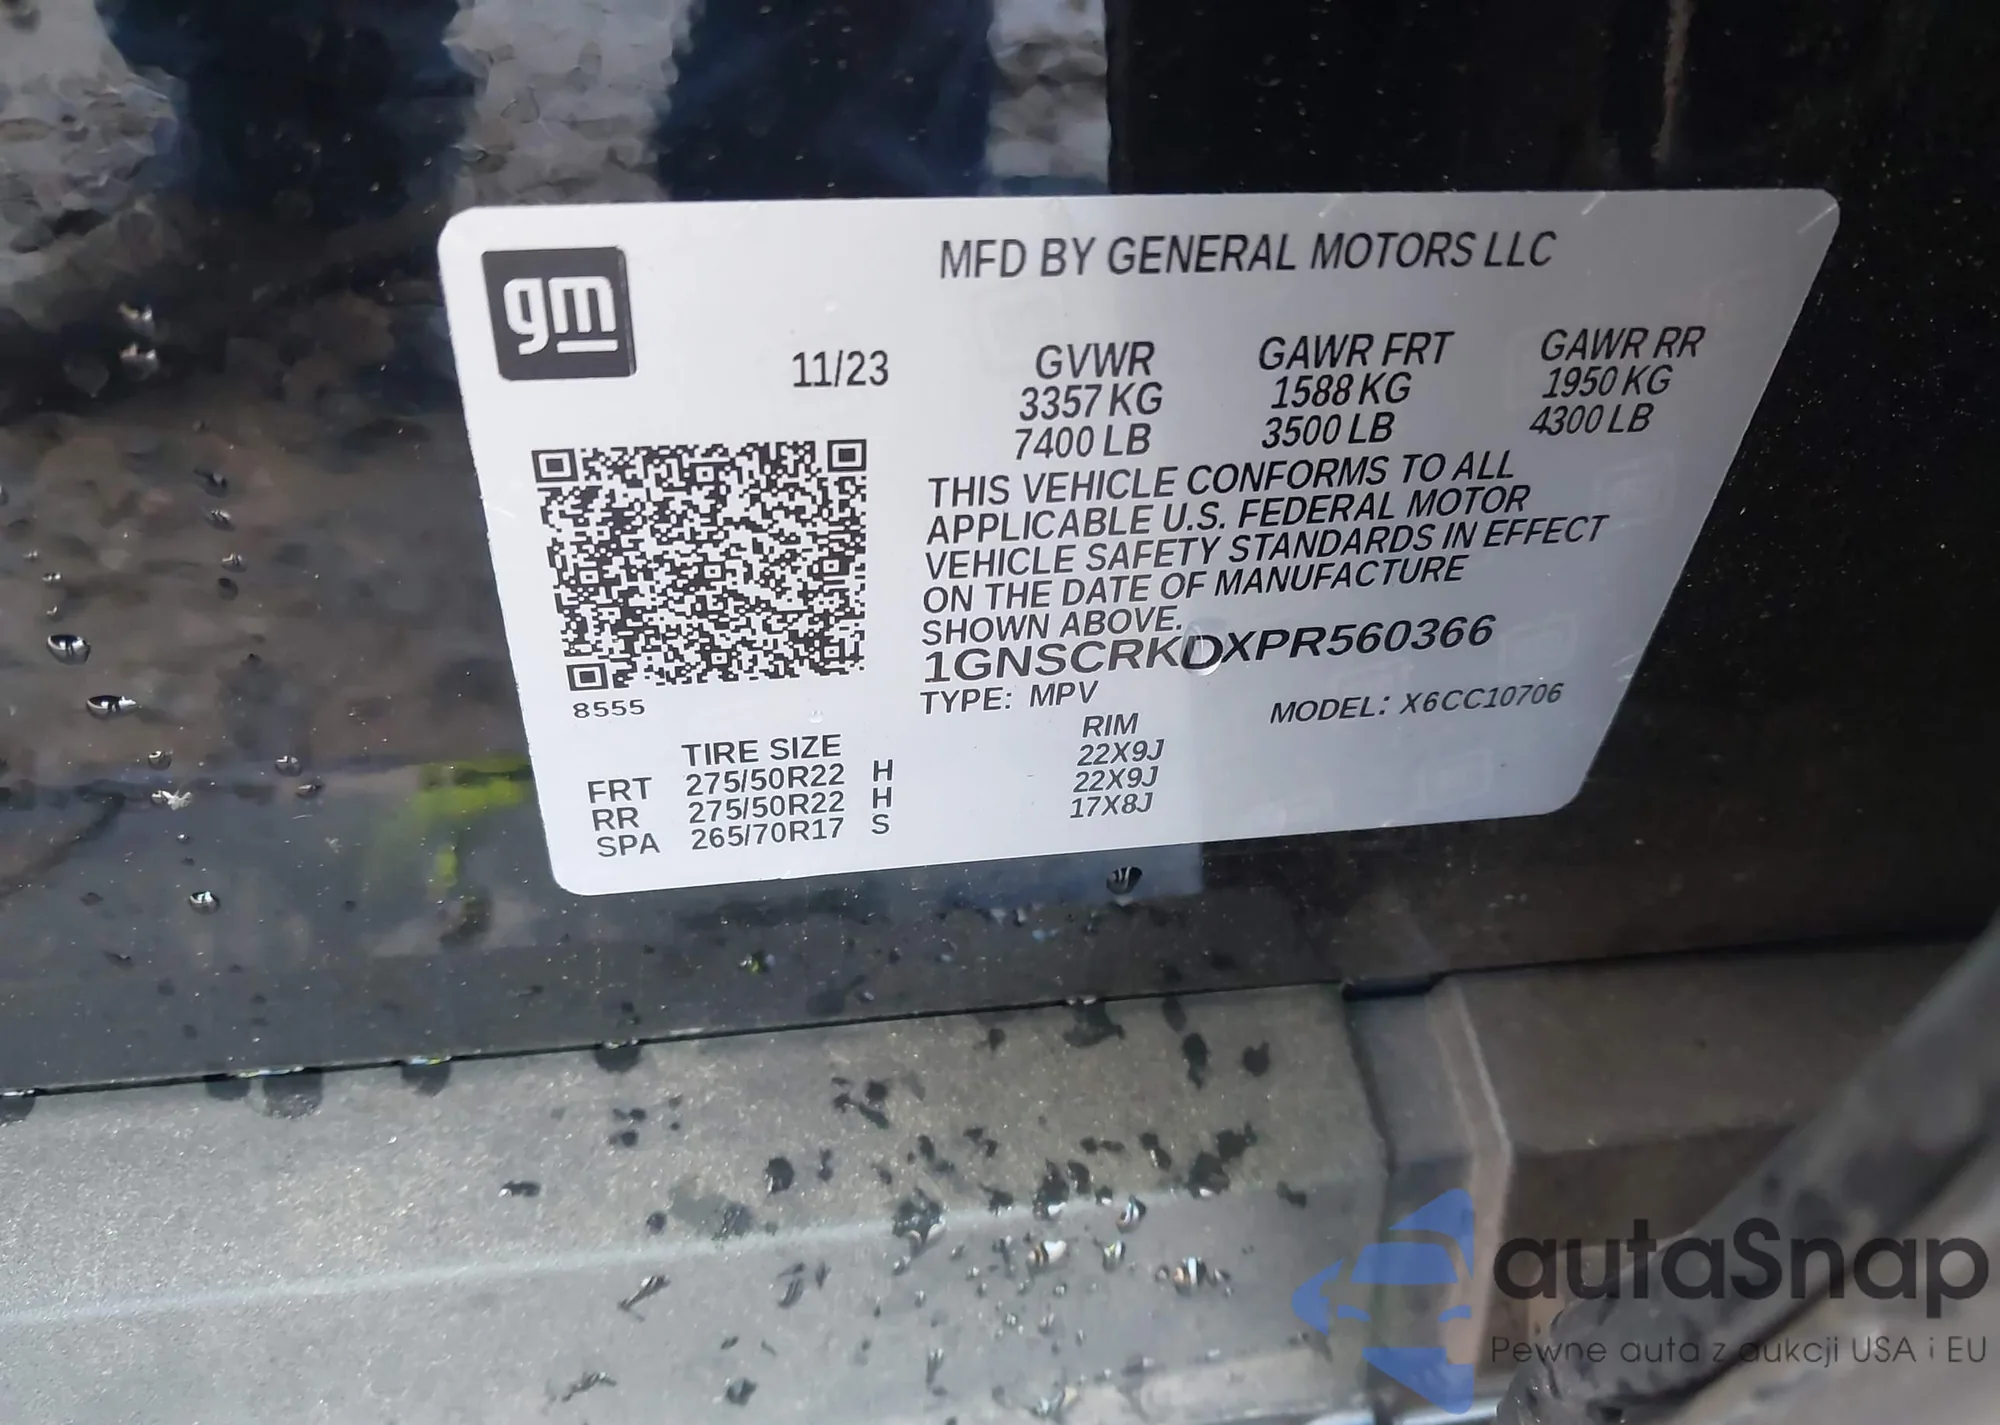 gm
MFD BY GENERAL MOTORS LLC
11/23
GVWR GAWR FRT GAWR RR
3357 KG 1588 KG 1950 KG
7400 LB 3500 LB 4300 LB
THIS VEHICLE CONFORMS TO ALL
APPLICABLE U.S. FEDERAL MOTOR
VEHICLE SAFETY STANDARDS IN EFFECT
ON THE DATE OF MANUFACTURE
SHOWN ABOVE.
1GNSCRKDXPR560366
8555
TYPE: MPV MODEL: X6CC10706
TIRE SIZE RIM
FRT 275/50R22 H 22X9J
RR 275/50R22 H 22X9J
SPA 265/70R17 S 17X8J
autaSnap
Pewne auta z aukcji USA i EU